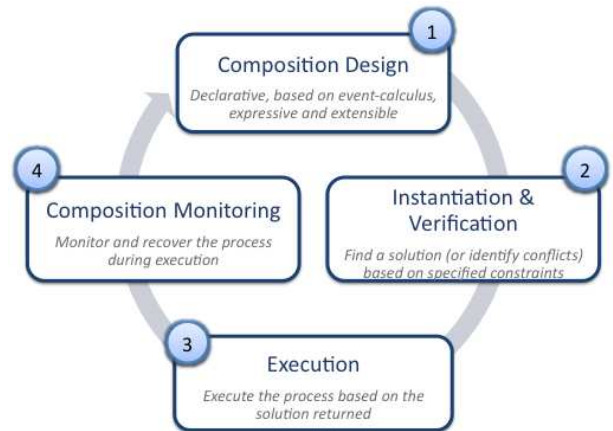 1
Composition Design
Declarative, based on event-calculus,
expressive and extensible
2
Instantiation &
Verification
Find a solution (or identify conflicts)
based on specified constraints
3
Execution
Execute the process based on the
solution returned
4
Composition Monitoring
Monitor and recover the process
during execution